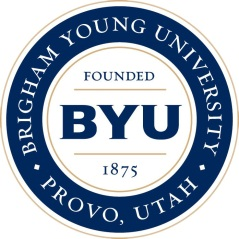 BRIGHAM YOUNG UNIVERSITY
FOUNDED
BYU
1875
PROVO, UTAH